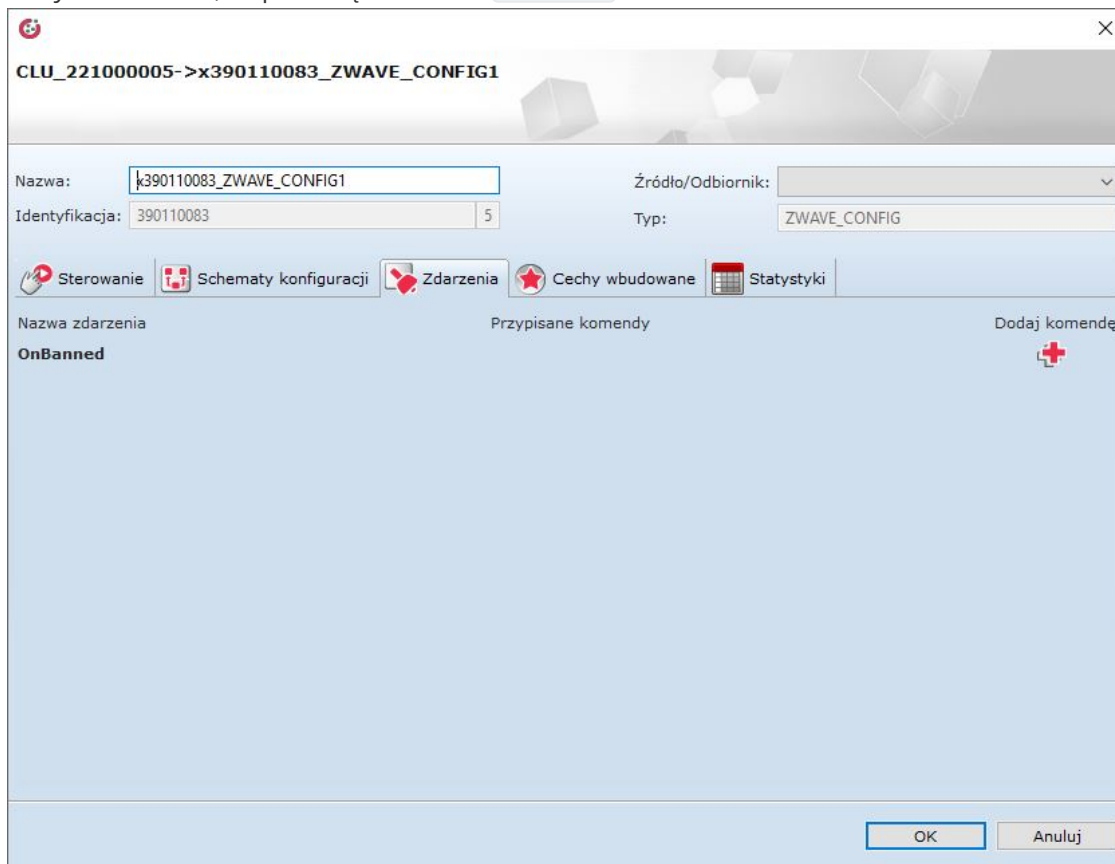 CLU_221000005->x390110083_ZWAVE_CONFIG1
Nazwa: x390110083_ZWAVE_CONFIG1 Źródło/Odbiornik:
Identyfikacja: 390110083 5 Typ: ZWAVE_CONFIG
Sterowanie Schematy konfiguracji Zdarzenia Cechy wbudowane Statystyki
Nazwa zdarzenia Przypisane komendy Dodaj komendę
OnBanned
OK Anuluj